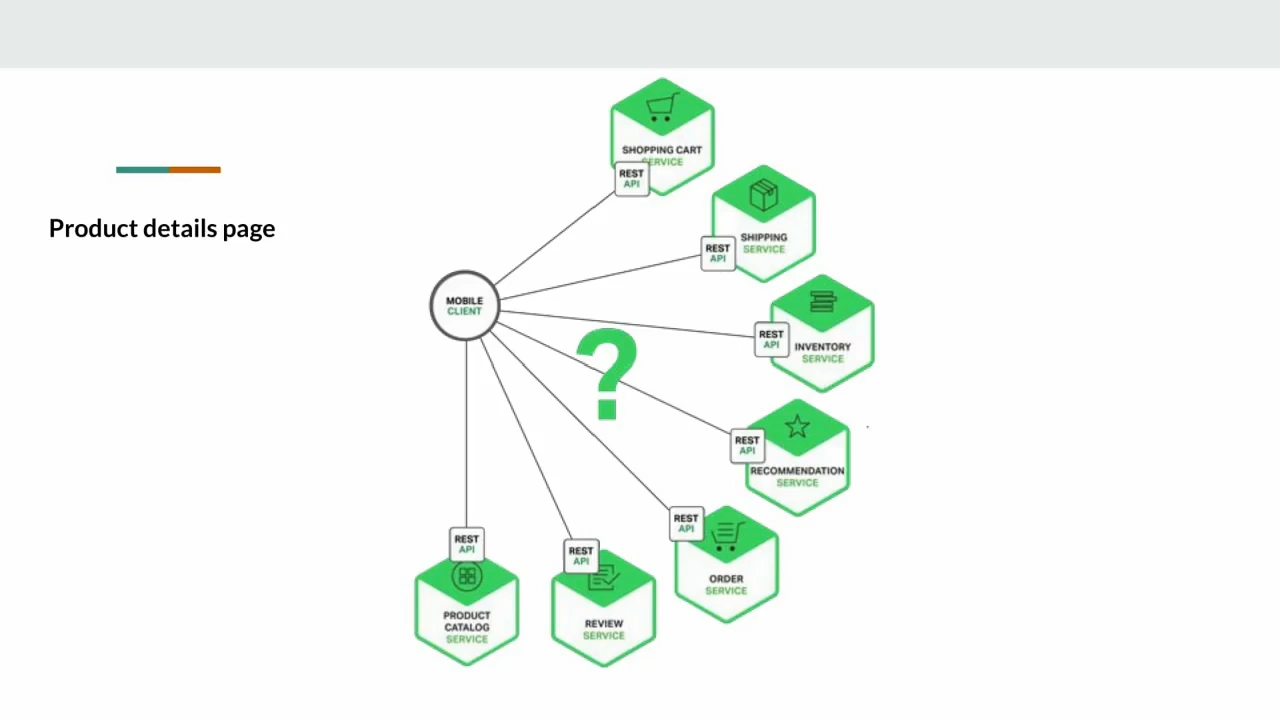 Product details page
SHOPPING CART
SERVICE
REST
API
SHIPPING
SERVICE
REST
API
MOBILE
CLIENT
INVENTORY
SERVICE
REST
API
?
RECOMMENDATION
SERVICE
REST
API
ORDER
SERVICE
REST
API
REVIEW
SERVICE
REST
API
PRODUCT
CATALOG
SERVICE
REST
API